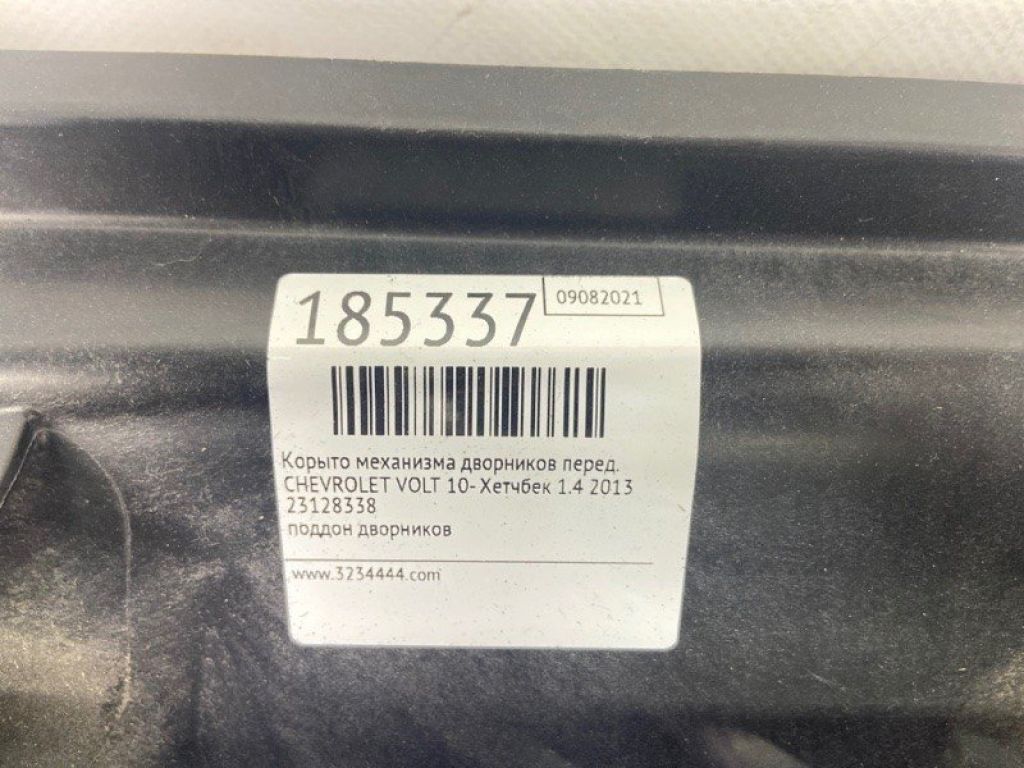 185337
09082021
Корыто механизма дворников перед.
CHEVROLET VOLT 10- Хетчбек 1.4 2013
23128338
поддон дворников
www.3234444.com